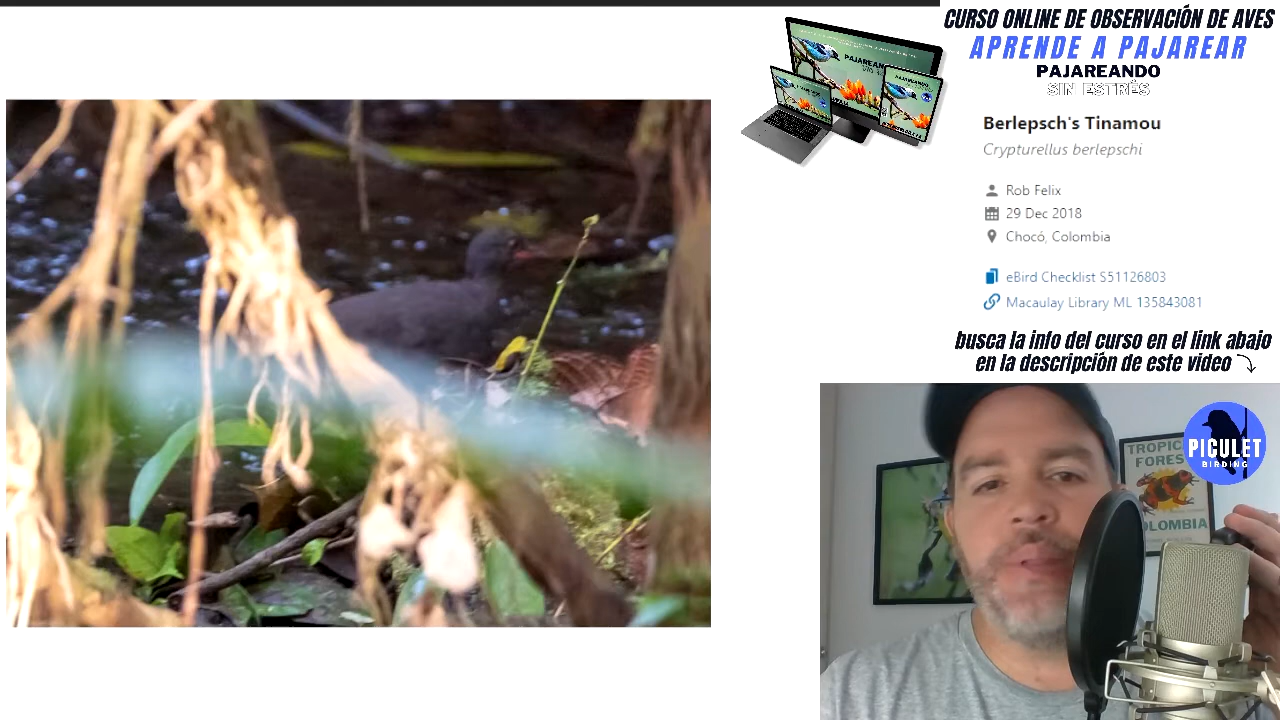 CURSO ONLINE DE OBSERVACIÓN DE AVES
APRENDE A PAJAREAR
PAJAREANDO
SIN ESTRÉS
Berlepsch's Tinamou
Crypturellus berlepschi
Rob Felix
29 Dec 2018
Chocó, Colombia
eBird Checklist S51126803
Macaulay Library ML 135843081
busca la info del curso en el link abajo
en la descripción de este video
PICULET
BIRDING
TROPIC
FORES
COLOMBIA